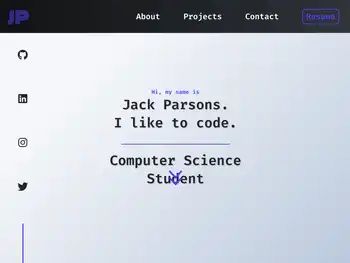 JP
About
Projects
Contact
Resume
Hi, my name is
Jack Parsons.
I like to code.
Computer Science
Student